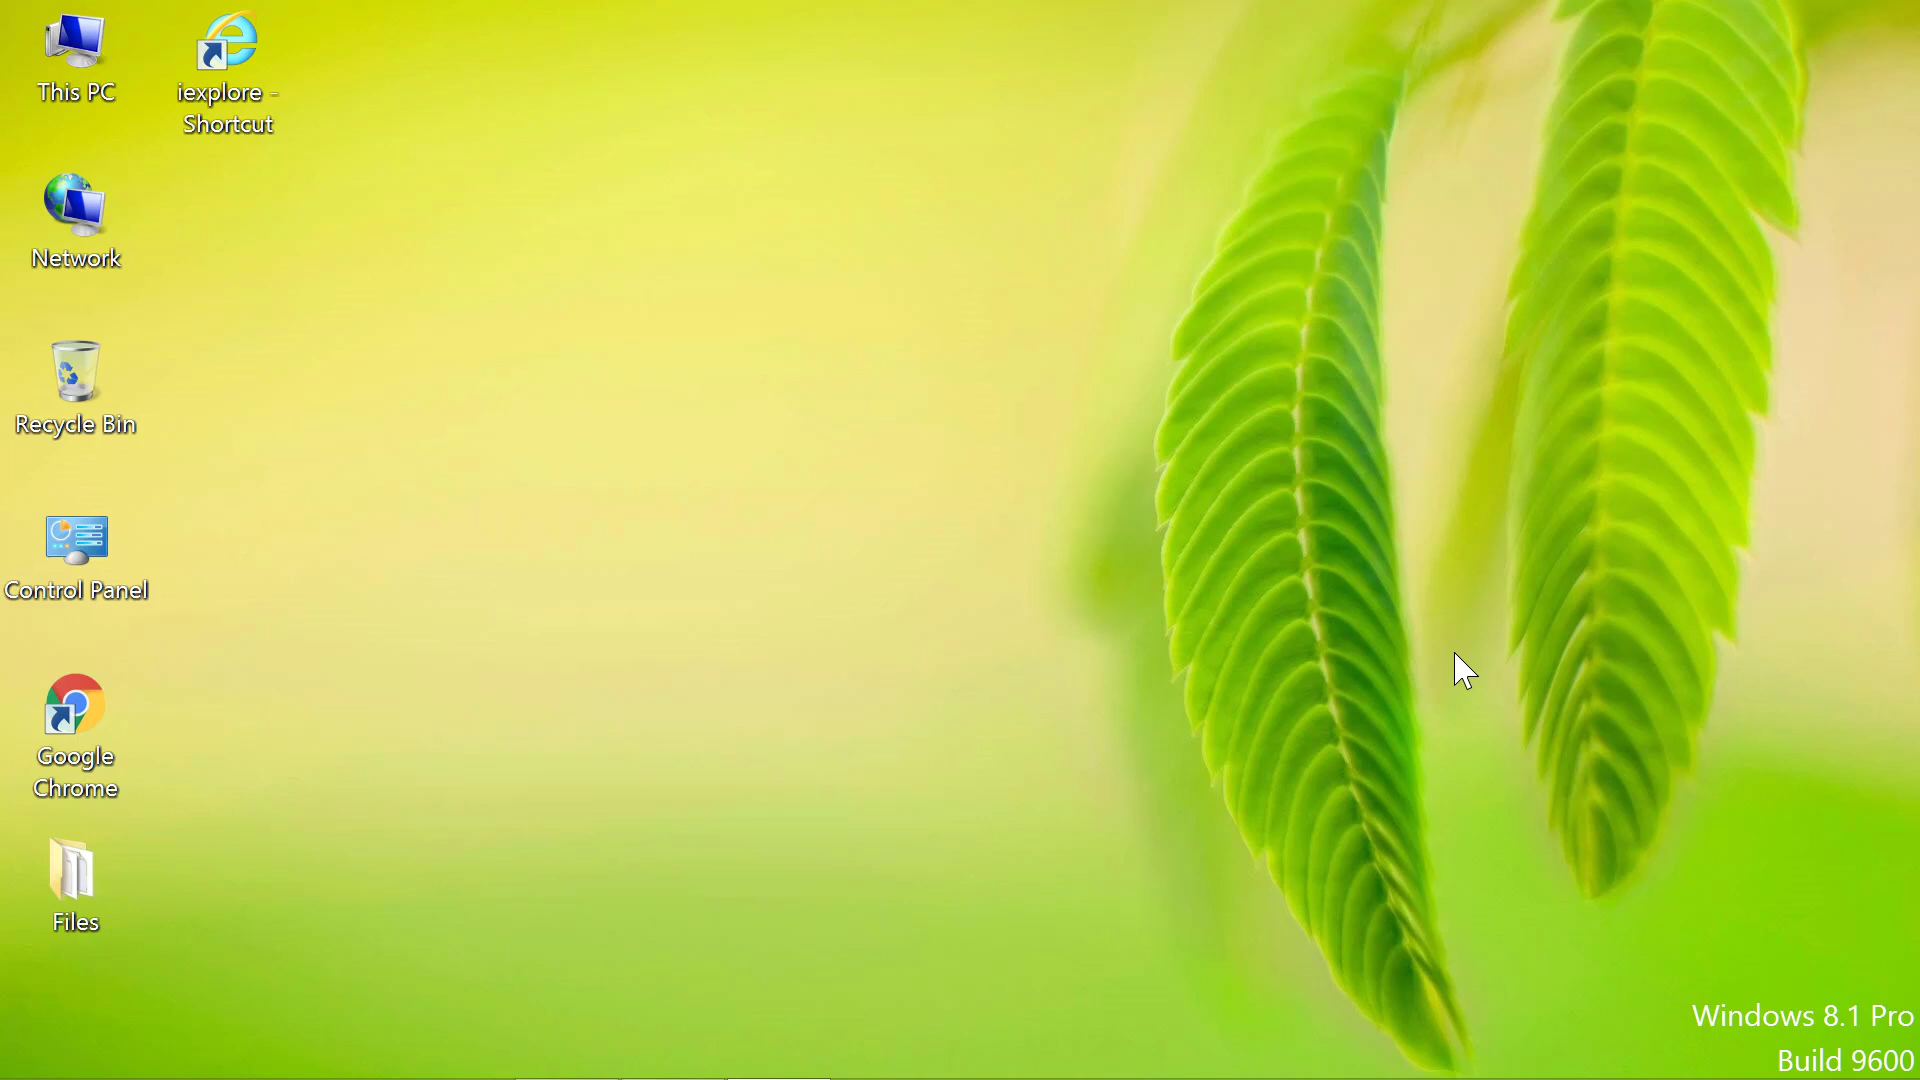 This PC
iexplore -
Shortcut
Network
Recycle Bin
Control Panel
Google
Chrome
Files
Windows 8.1 Pro
Build 9600